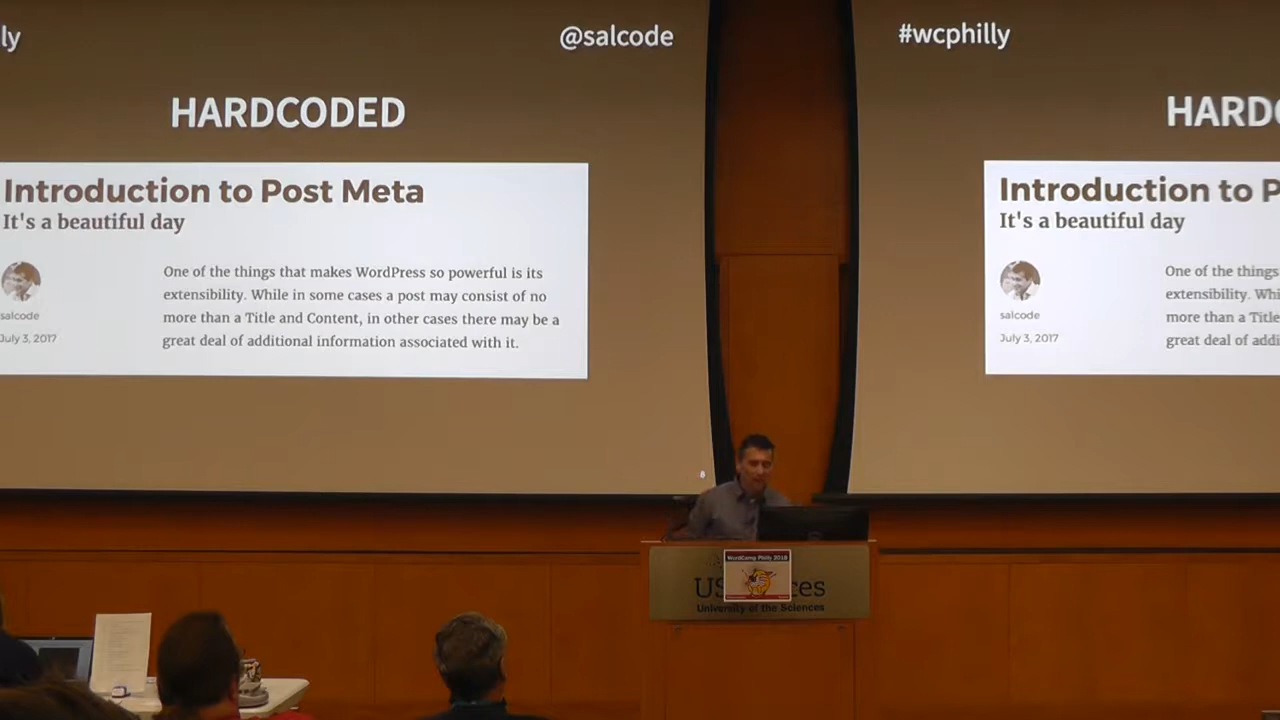 ly
@salcode
HARDCODED
Introduction to Post Meta
It's a beautiful day
salcode
July 3, 2017
One of the things that makes WordPress so powerful is its
extensibility. While in some cases a post may consist of no
more than a Title and Content, in other cases there may be a
great deal of additional information associated with it.
#wcphilly
HARDC
Introduction to P
It's a beautiful day
salcode
July 3, 2017
One of the things
extensibility. Whi
more than a Title
great deal of addi
WordCamp Philly 2018
US ces
University of the Sciences